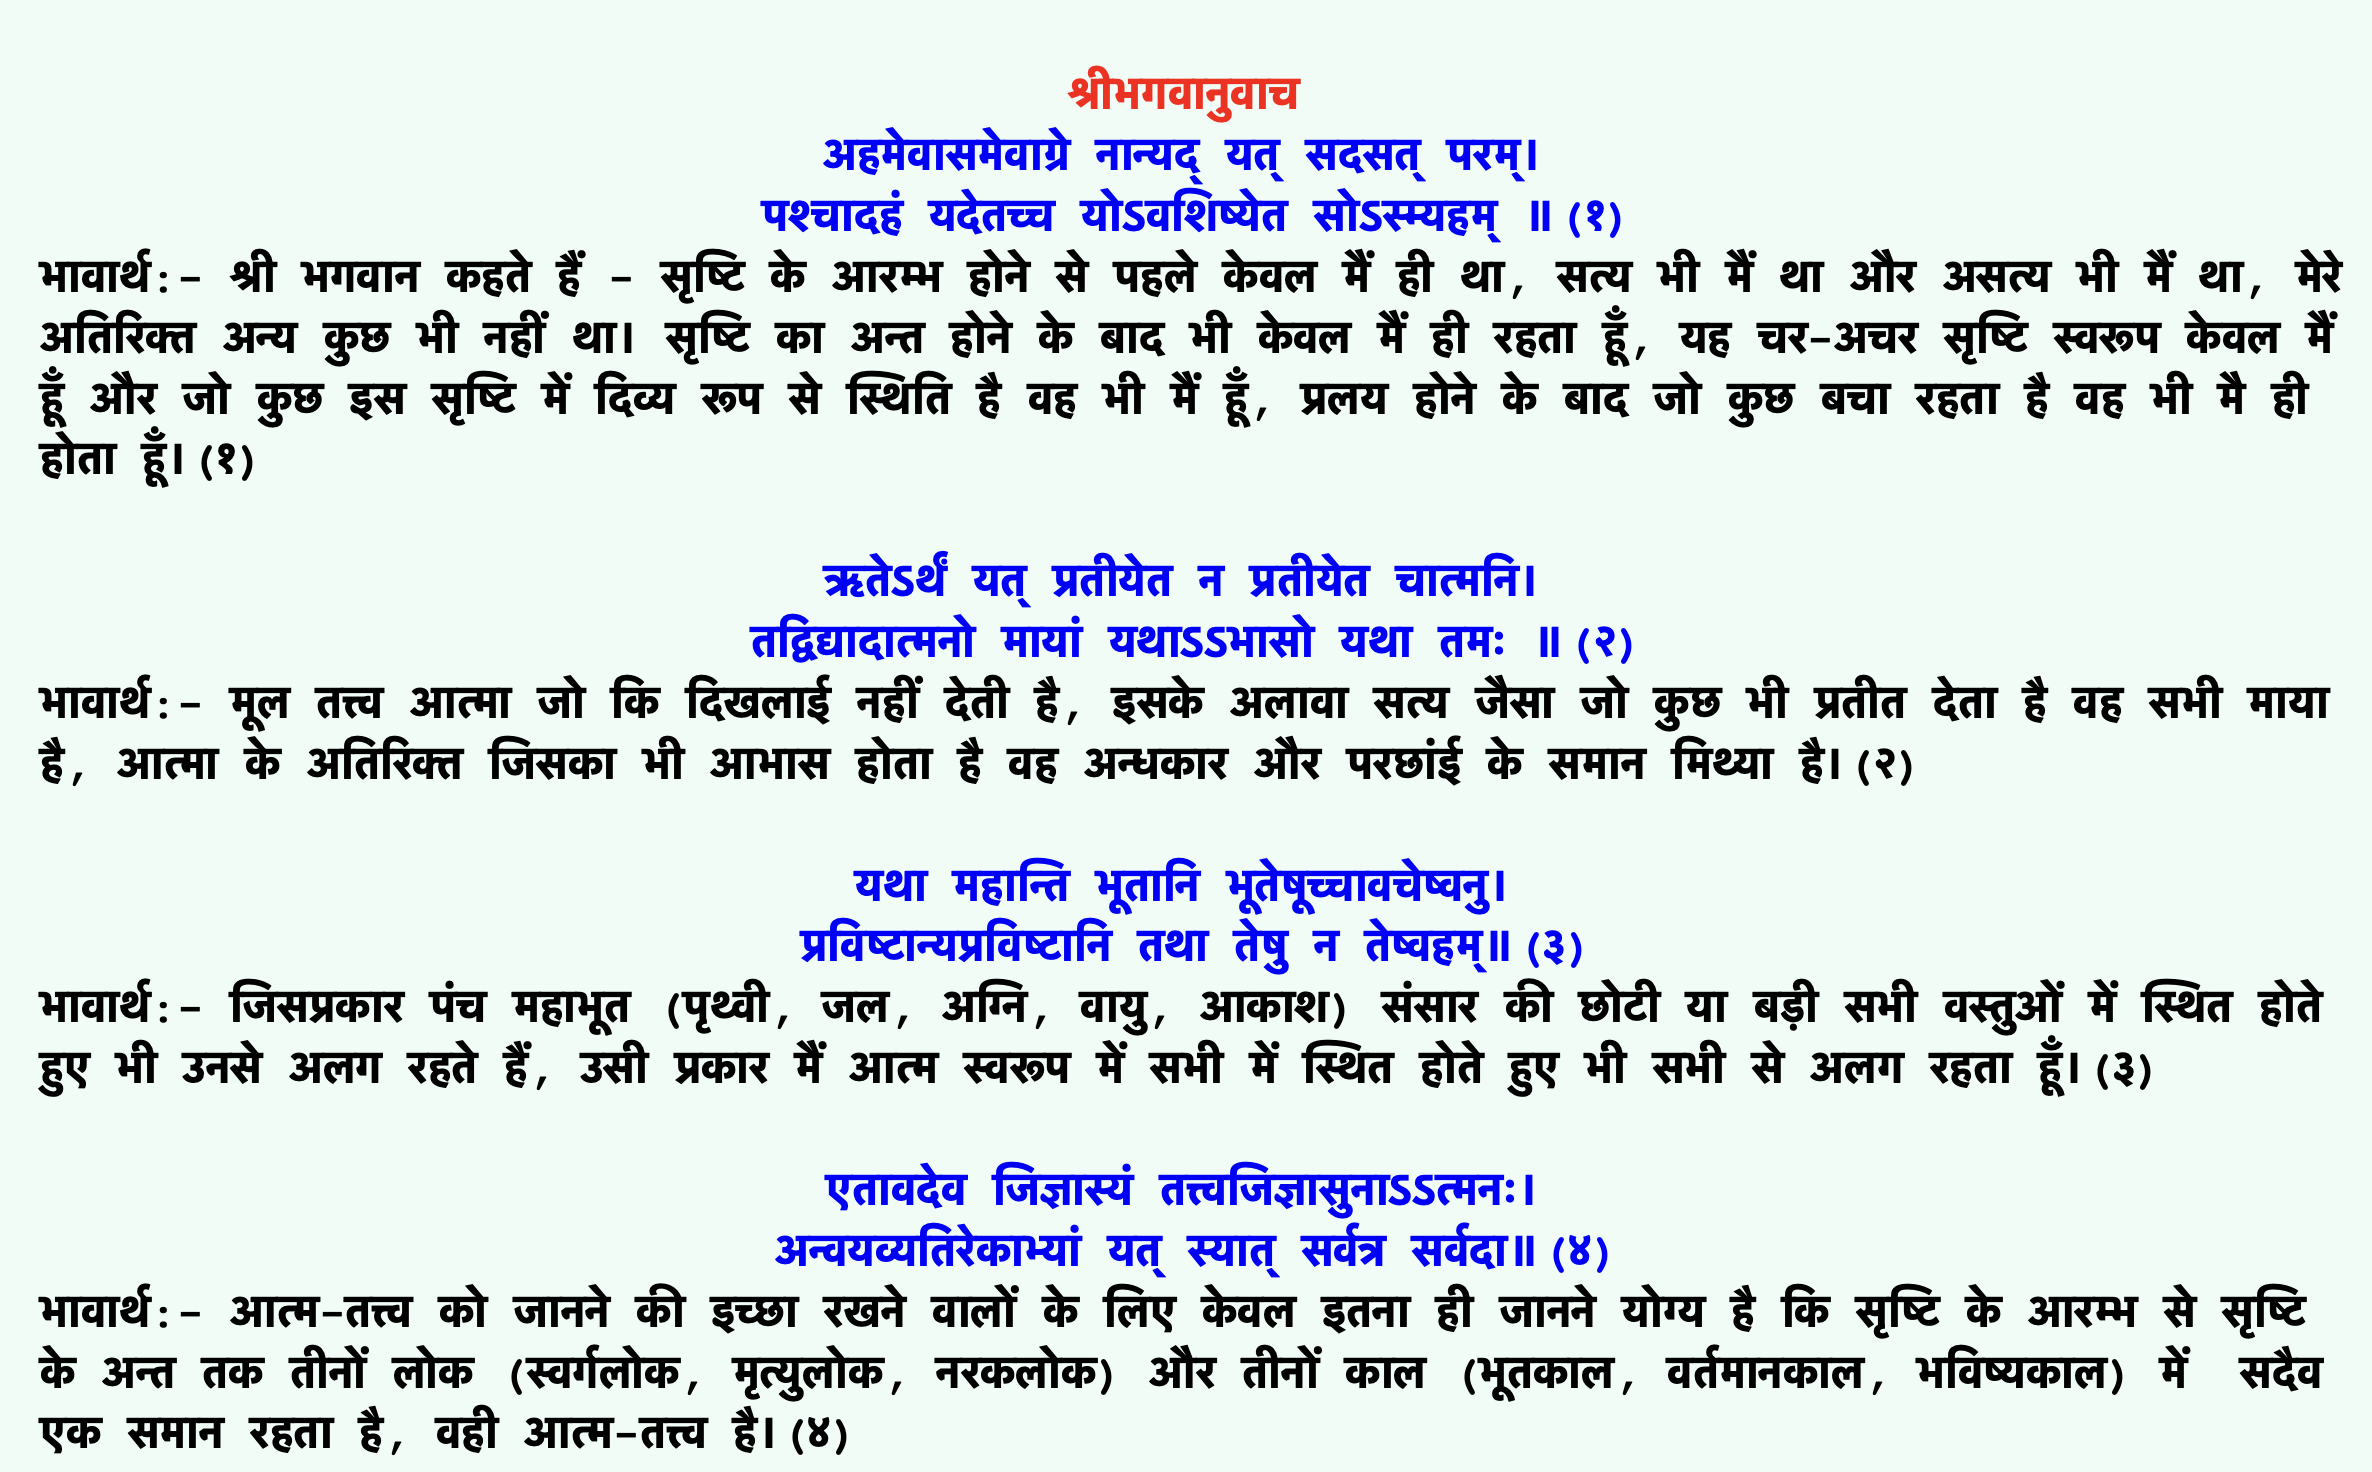 श्रीभगवानुवाच
अहमेवासमेवाग्रे नान्यद् यत् सदसत् परम्।
पश्चादहं यदेतच्च योऽवशिष्येत सोऽस्म्यहम् ॥ (१)
भावार्थ:- श्री भगवान कहते हैं - सृष्टि के आरम्भ होने से पहले केवल मैं ही था, सत्य भी मैं था और असत्य भी मैं था, मेरे
अतिरिक्त अन्य कुछ भी नहीं था। सृष्टि का अन्त होने के बाद भी केवल मैं ही रहता हूँ, यह चर-अचर सृष्टि स्वरूप केवल मैं
हूँ और जो कुछ इस सृष्टि में दिव्य रूप से स्थिति है वह भी मैं हूँ, प्रलय होने के बाद जो कुछ बचा रहता है वह भी मै ही
होता हूँ। (१)
ऋतेऽर्थं यत् प्रतीयेत न प्रतीयेत चात्मनि।
तद्विद्यादात्मनो मायां यथाऽऽभासो यथा तमः ॥ (२)
भावार्थ:- मूल तत्त्व आत्मा जो कि दिखलाई नहीं देती है, इसके अलावा सत्य जैसा जो कुछ भी प्रतीत देता है वह सभी माया
है, आत्मा के अतिरिक्त जिसका भी आभास होता है वह अन्धकार और परछांई के समान मिथ्या है। (२)
यथा महान्ति भूतानि भूतेषूच्चावचेष्वनु।
प्रविष्टान्यप्रविष्टानि तथा तेषु न तेष्वहम्॥ (३)
भावार्थ:- जिसप्रकार पंच महाभूत (पृथ्वी, जल, अग्नि, वायु, आकाश) संसार की छोटी या बड़ी सभी वस्तुओं में स्थित होते
हुए भी उनसे अलग रहते हैं, उसी प्रकार मैं आत्म स्वरूप में सभी में स्थित होते हुए भी सभी से अलग रहता हूँ। (३)
एतावदेव जिज्ञास्यं तत्त्वजिज्ञासुनाऽऽत्मनः।
अन्वयव्यतिरेकाभ्यां यत् स्यात् सर्वत्र सर्वदा॥ (४)
भावार्थ:- आत्म-तत्त्व को जानने की इच्छा रखने वालों के लिए केवल इतना ही जानने योग्य है कि सृष्टि के आरम्भ से सृष्टि
के अन्त तक तीनों लोक (स्वर्गलोक, मृत्युलोक, नरकलोक) और तीनों काल (भूतकाल, वर्तमानकाल, भविष्यकाल) में सदैव
एक समान रहता है, वही आत्म-तत्त्व है। (४)